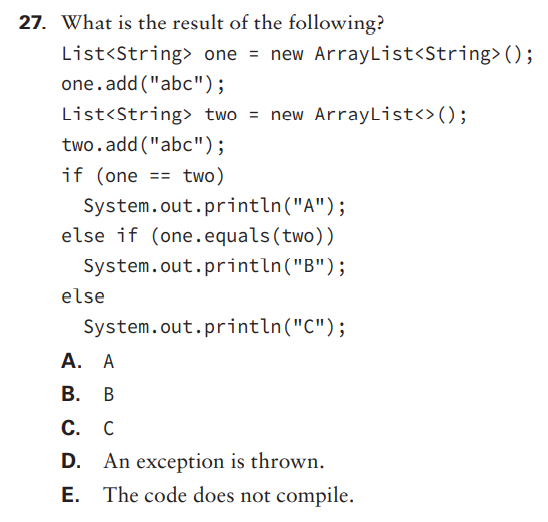 27. What is the result of the following?
List<String> one = new ArrayList<String>();
one.add("abc");
List<String> two = new ArrayList<>();
two.add("abc");
if (one == two)
System.out.println("A");
else if (one.equals(two))
System.out.println("B");
else
System.out.println("C");
A. A
B. B
C. C
D. An exception is thrown.
E. The code does not compile.